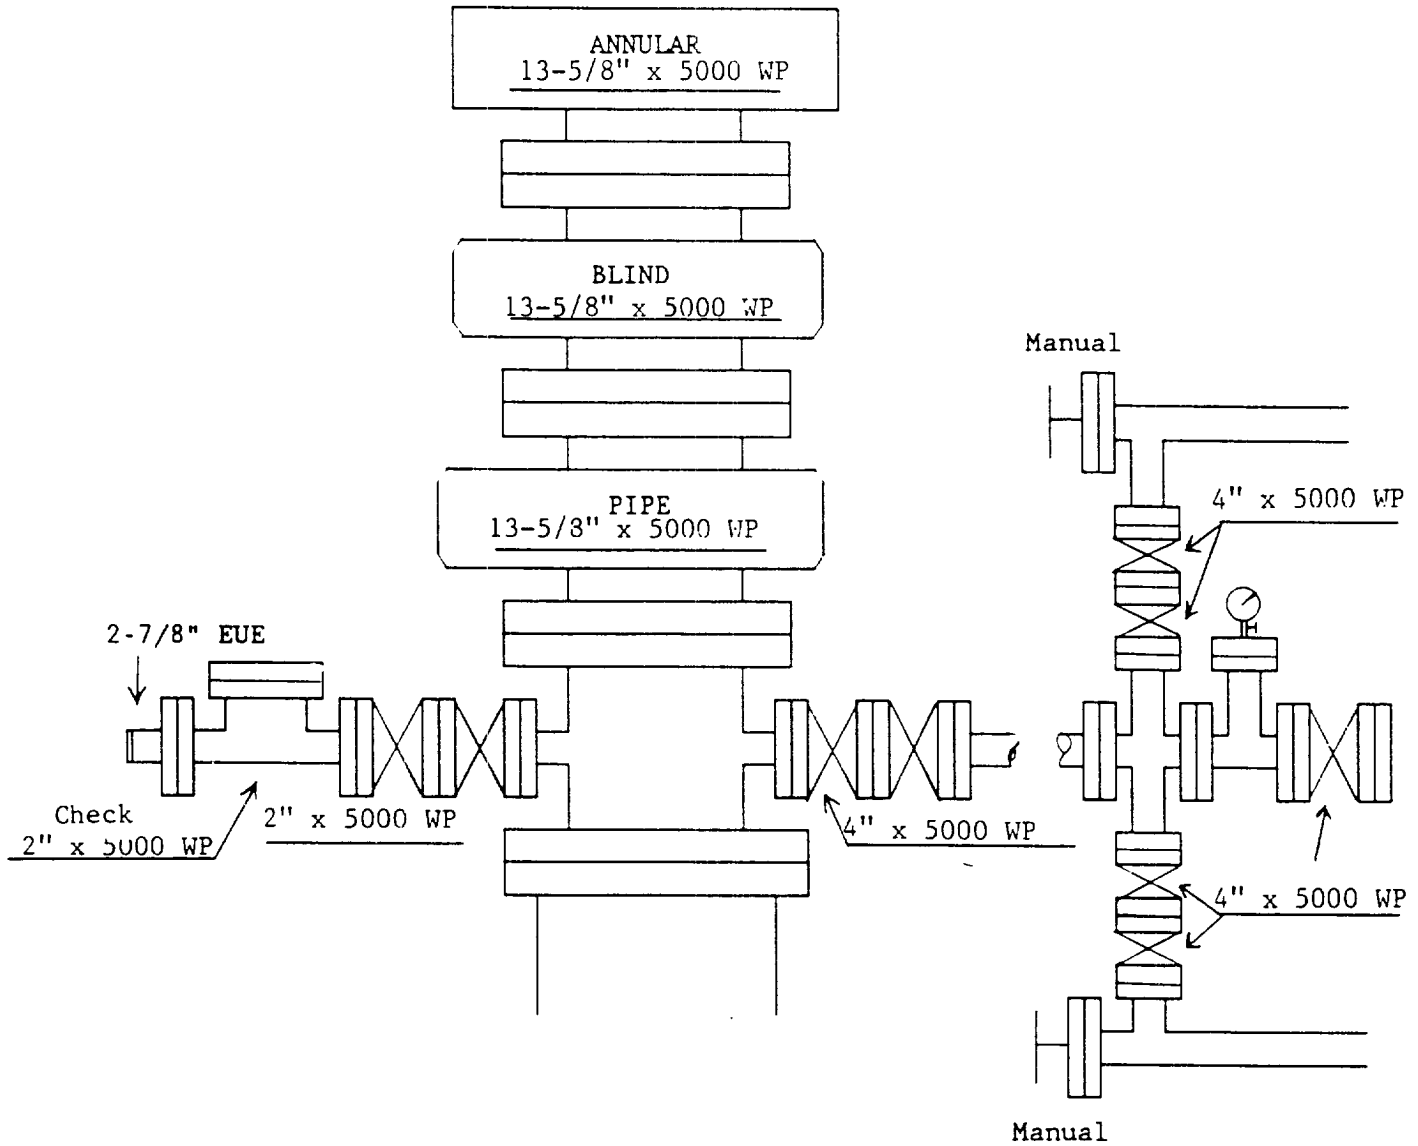 ANNULAR
13-5/8" x 5000 WP
BLIND
13-5/8" x 5000 WP
Manual
PIPE
13-5/8" x 5000 WP
4" x 5000 WP
2-7/8" EUE
Check
2" x 5000 WP
2" x 5000 WP
4" x 5000 WP
4" x 5000 WP
Manual